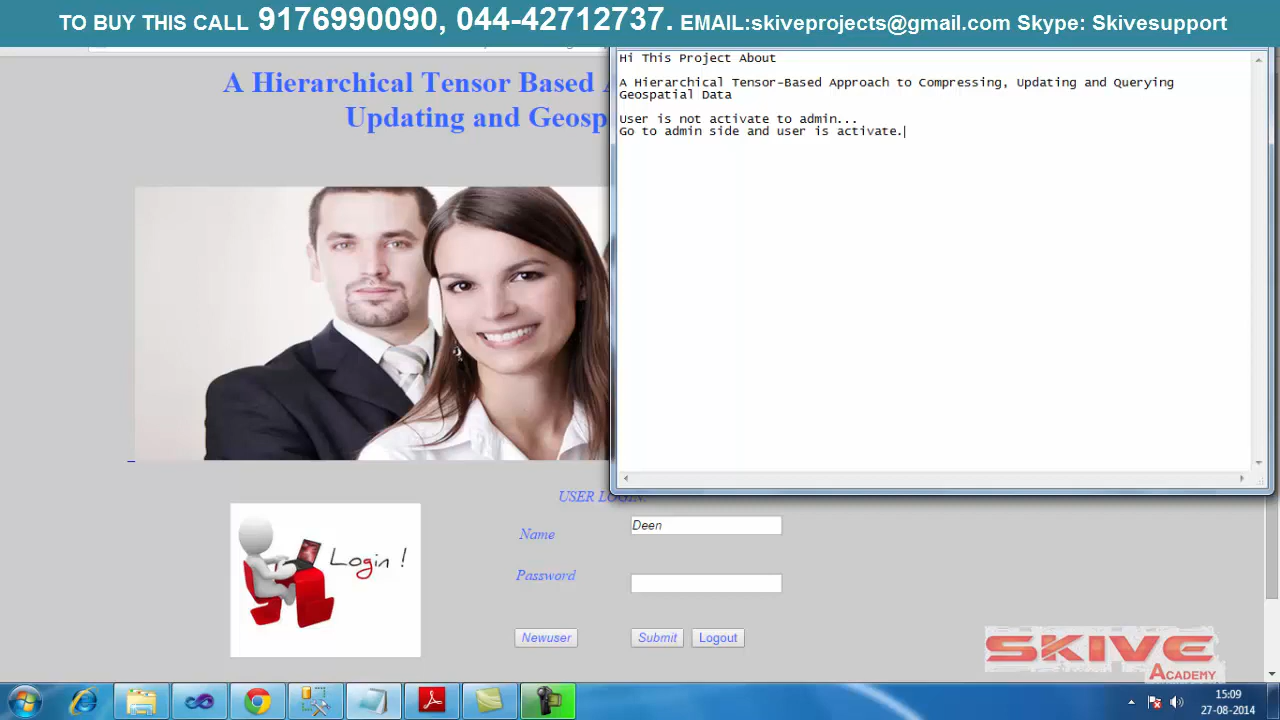 TO BUY THIS CALL 9176990090, 044-42712737. EMAIL:skiveprojects@gmail.com Skype: Skivesupport
A Hierarchical Tensor Based
Updating and Geosp
Hi This Project About
A Hierarchical Tensor-Based Approach to Compressing, Updating and Querying
Geospatial Data
User is not activate to admin...
Go to admin side and user is activate.
USER LOGIN:
Login !
Name
Deen
Password
Newuser
Submit
Logout
SKIVE
ACADEMY
15:09
27-08-2014